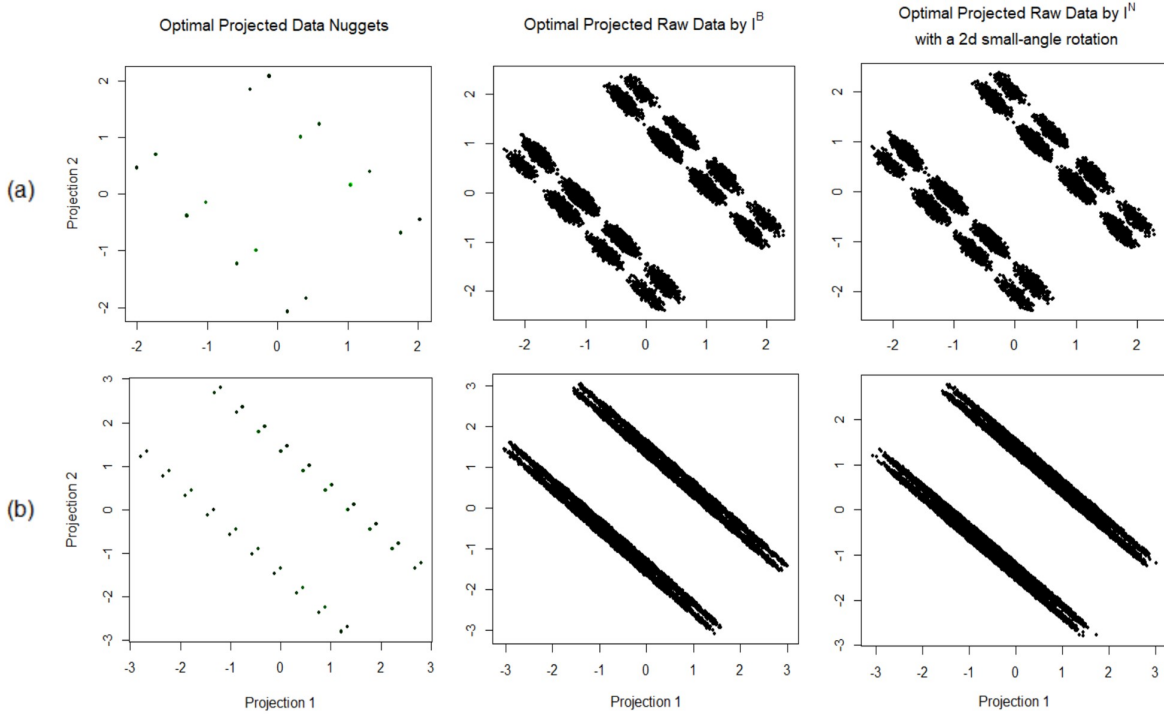 Optimal Projected Data Nuggets
Optimal Projected Raw Data by I^B
Optimal Projected Raw Data by I^N
with a 2d small-angle rotation
(a)
Projection 2
2
1
0
-1
-2
-2 -1 0 1 2
2
1
0
-1
-2
-2 -1 0 1 2
2
1
0
-1
-2
-2 -1 0 1 2
(b)
Projection 2
3
2
1
0
-1
-2
-3
-3 -2 -1 0 1 2 3
Projection 1
3
2
1
0
-1
-2
-3
-3 -2 -1 0 1 2 3
Projection 1
2
1
0
-1
-2
-3
-3 -2 -1 0 1 2 3
Projection 1